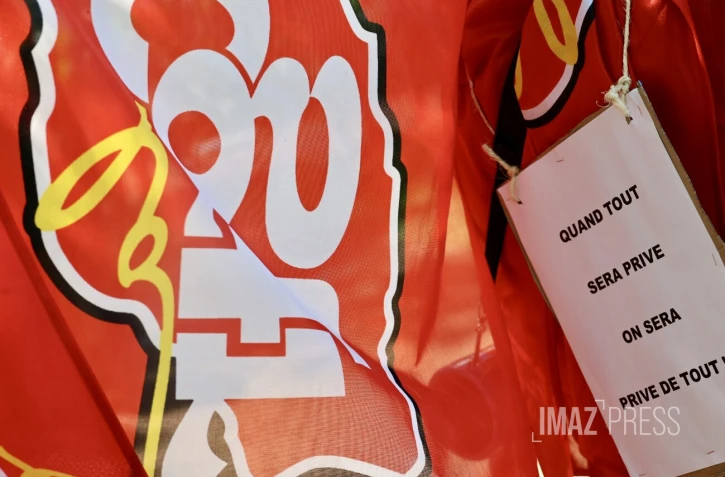 QUAND TOUT
SERA PRIVE
ON SERA
PRIVE DE TOUT
IMAZ PRESS